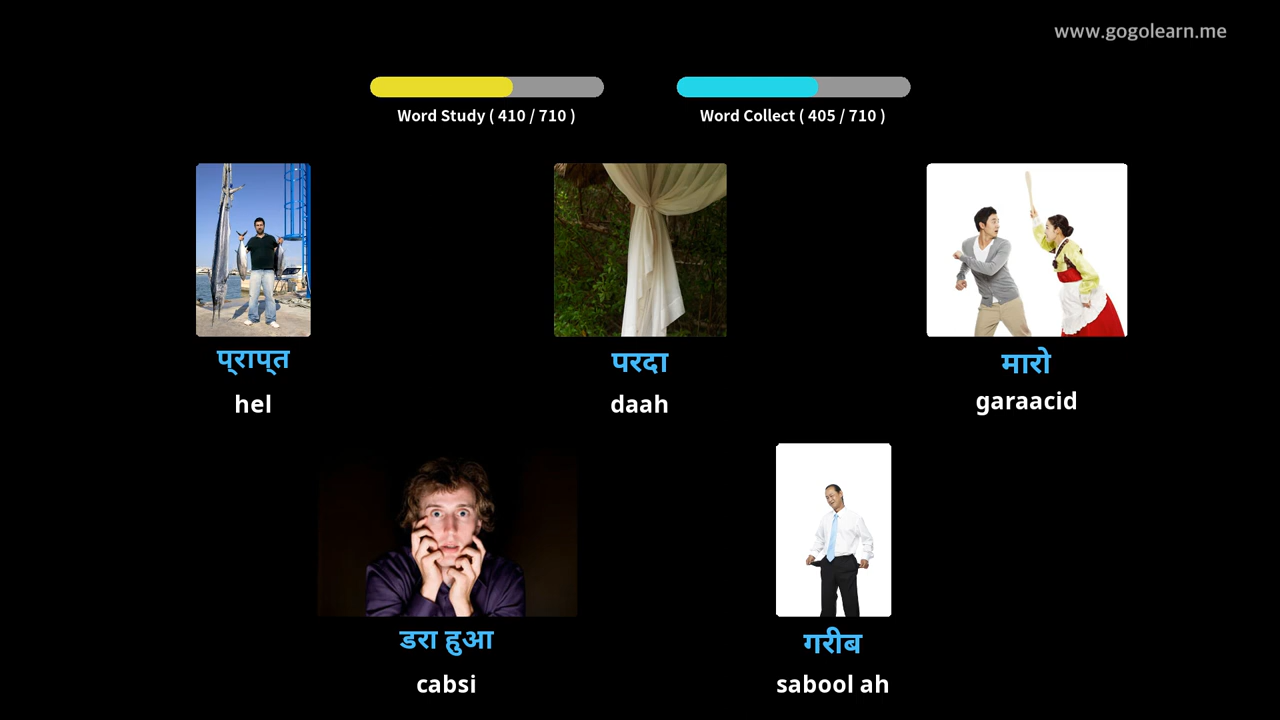 www.gogolearn.me
Word Study ( 410 / 710 )
Word Collect ( 405 / 710 )
प्राप्त
परदा
मारो
hel
daah
garaacid
डरा हुआ
गरीब
cabsi
sabool ah